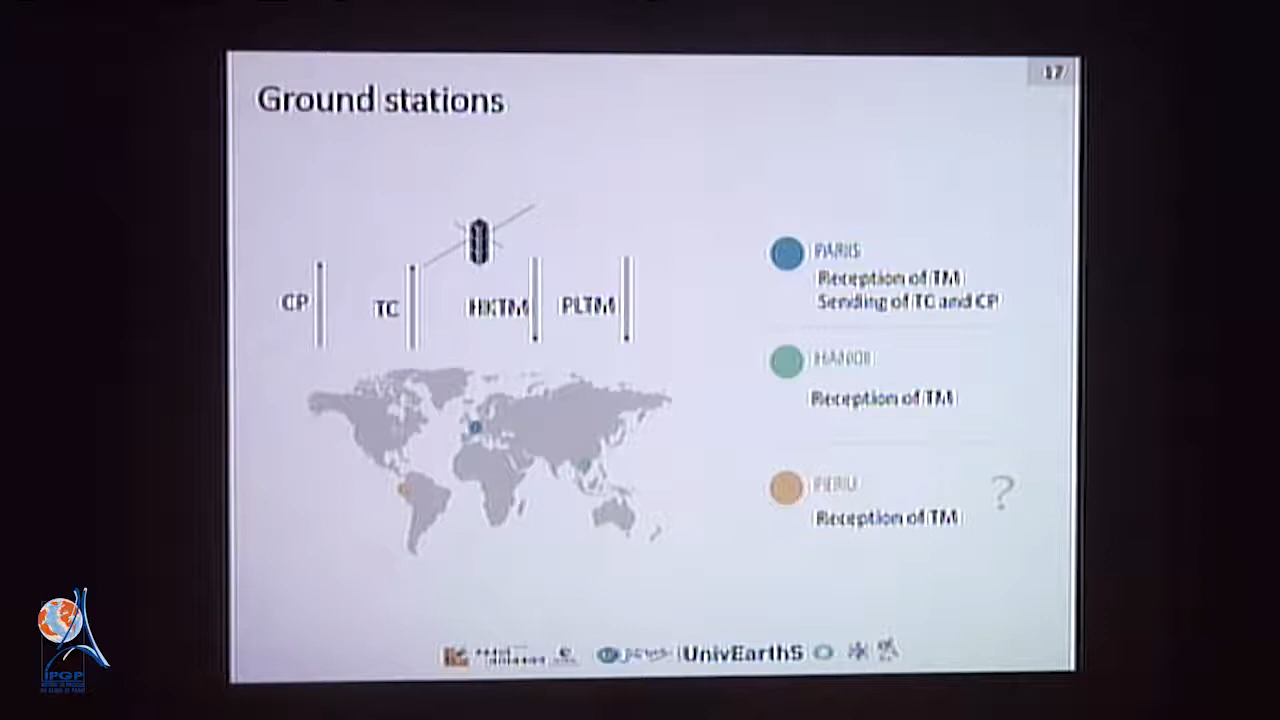 17
Ground stations
CP
TC
HKTM
PLTM
PARIS
Reception of TM
Sending of TC and CP
HANOI
Reception of TM
PERU
?
Reception of TM
UnivEarthS
IPGP